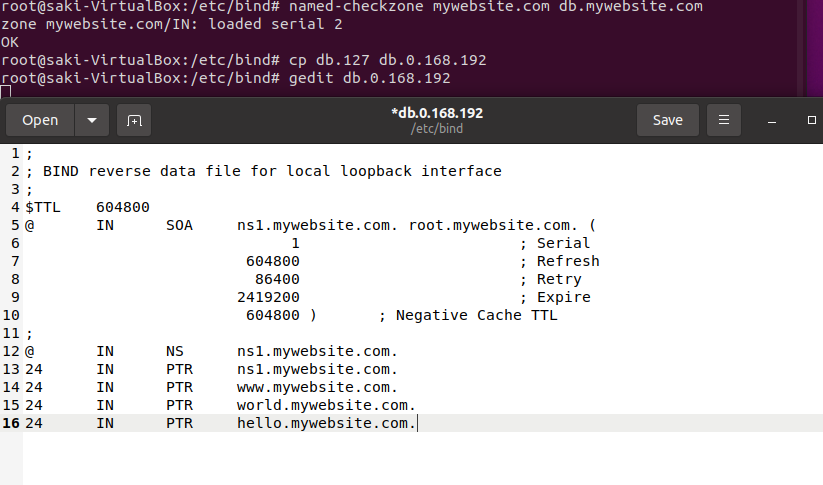 root@saki-VirtualBox:/etc/bind# named-checkzone mywebsite.com db.mywebsite.com
zone mywebsite.com/IN: loaded serial 2
OK
root@saki-VirtualBox:/etc/bind# cp db.127 db.0.168.192
root@saki-VirtualBox:/etc/bind# gedit db.0.168.192
Open
*db.0.168.192
/etc/bind
Save
1 ;
2 ; BIND reverse data file for local loopback interface
3 ;
4 $TTL    604800
5 @       IN      SOA     ns1.mywebsite.com. root.mywebsite.com. (
6                               1                         ; Serial
7                          604800                         ; Refresh
8                           86400                         ; Retry
9                         2419200                         ; Expire
10                         604800 )       ; Negative Cache TTL
11 ;
12 @       IN      NS      ns1.mywebsite.com.
13 24      IN      PTR     ns1.mywebsite.com.
14 24      IN      PTR     www.mywebsite.com.
15 24      IN      PTR     world.mywebsite.com.
16 24      IN      PTR     hello.mywebsite.com.